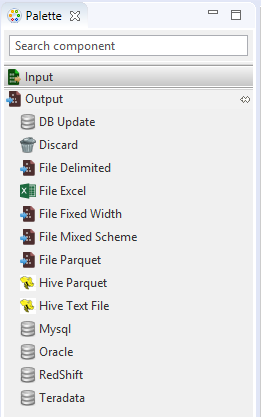 Palette
Search component
Input
Output
DB Update
Discard
File Delimited
File Excel
File Fixed Width
File Mixed Scheme
File Parquet
Hive Parquet
Hive Text File
Mysql
Oracle
RedShift
Teradata